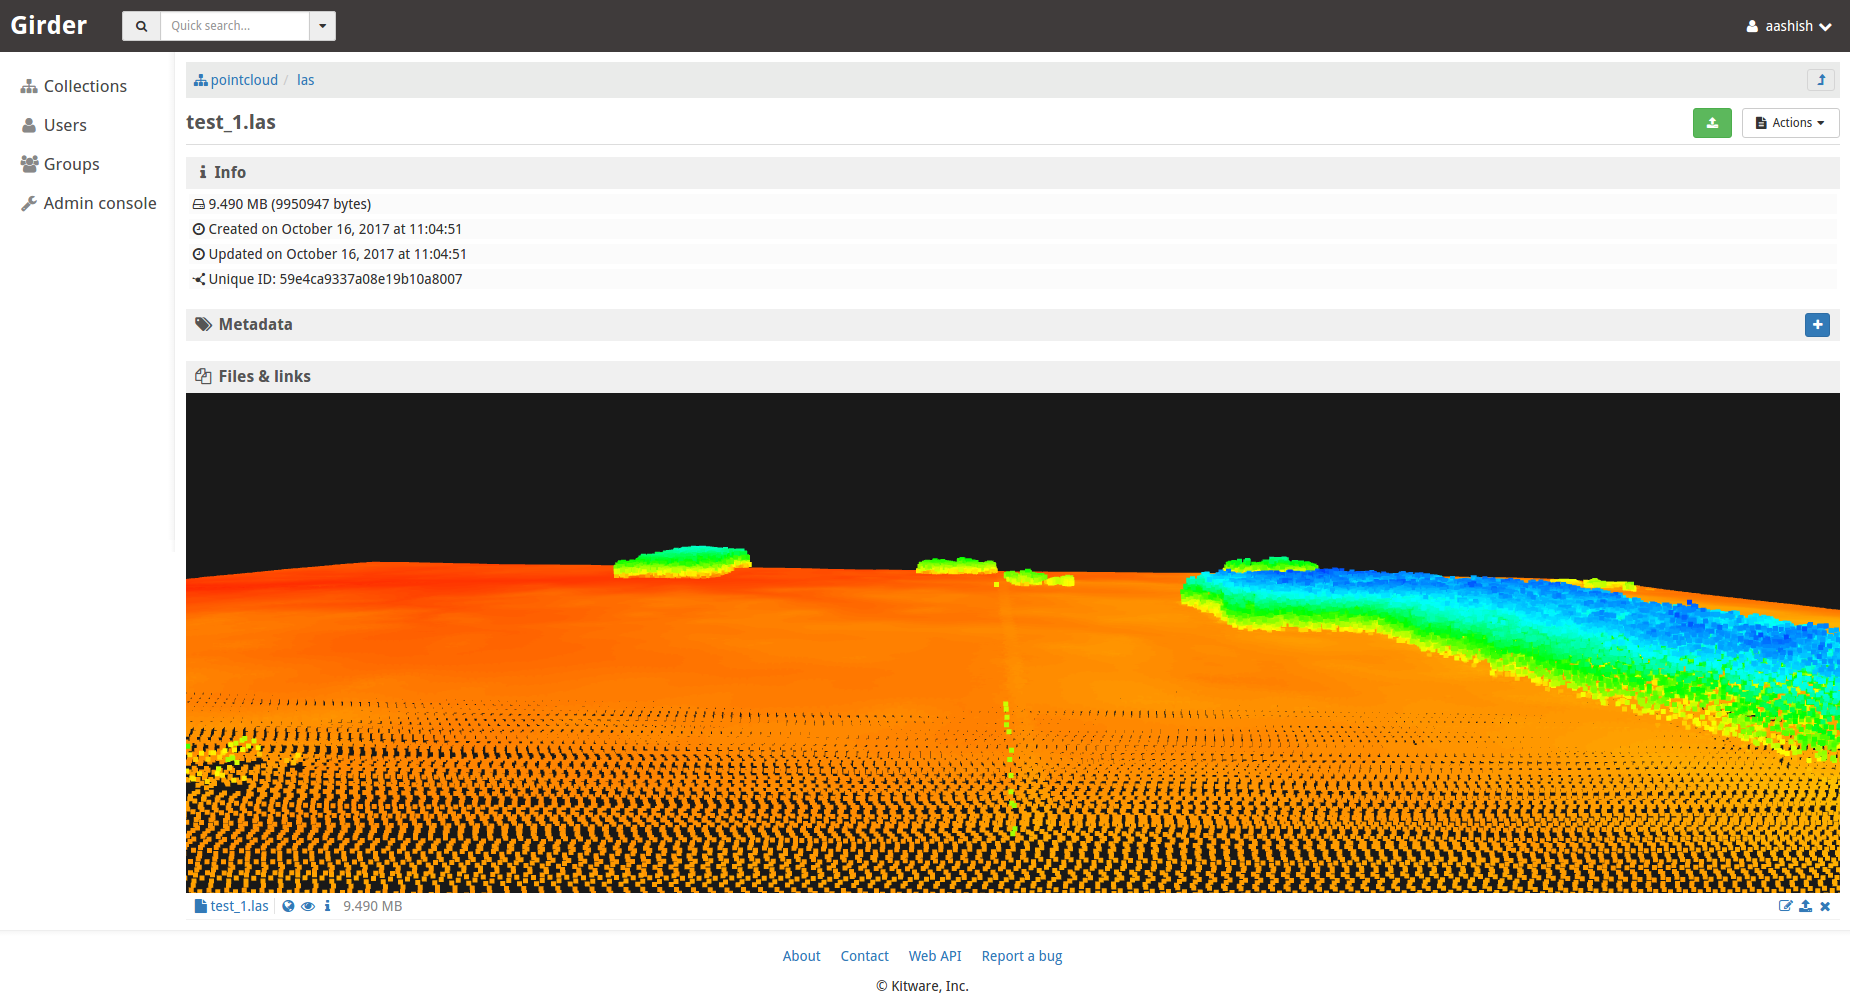 Girder
Quick search...
aashish
Collections
Users
Groups
Admin console
pointcloud / las
test_1.las
Actions
Info
9.490 MB (9950947 bytes)
Created on October 16, 2017 at 11:04:51
Updated on October 16, 2017 at 11:04:51
Unique ID: 59e4ca9337a08e19b10a8007
Metadata
Files & links
test_1.las 9.490 MB
About Contact Web API Report a bug
© Kitware, Inc.